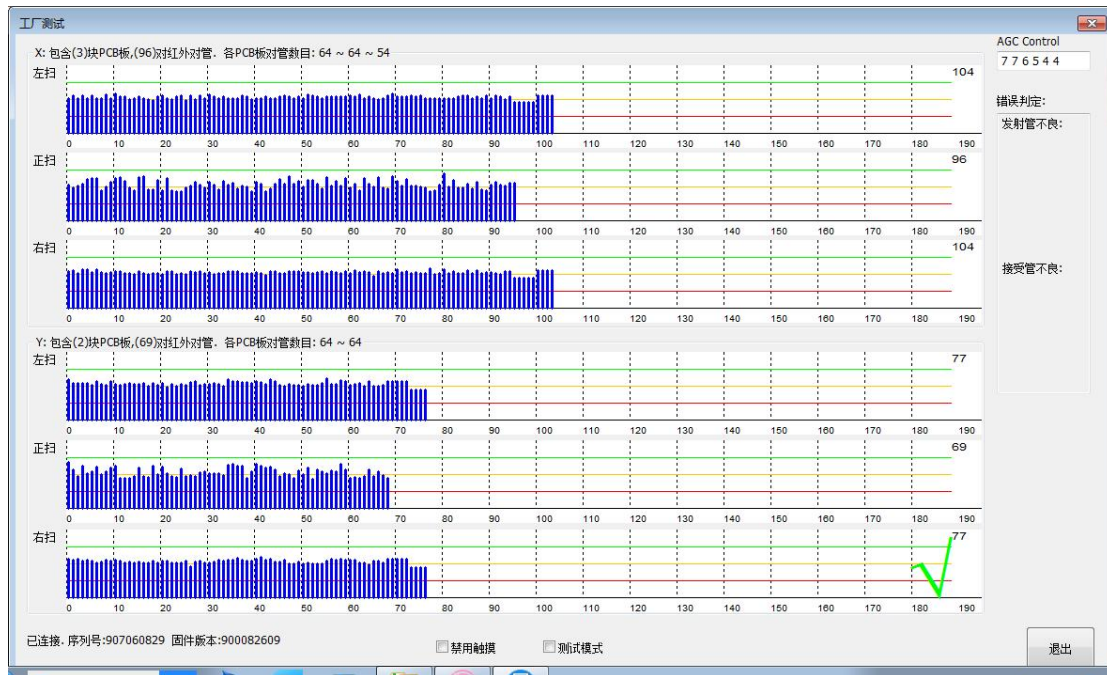 工厂测试
X: 包含(3)块PCB板,(96)对红外对管. 各PCB板对管数目: 64 ~ 64 ~ 54
AGC Control
7 7 6 5 4 4
左扫
104
0 10 20 30 40 50 60 70 80 90 100 110 120 130 140 150 160 170 180 190
错误判定:
发射管不良:
正扫
96
0 10 20 30 40 50 60 70 80 90 100 110 120 130 140 150 160 170 180 190
右扫
104
接受管不良:
0 10 20 30 40 50 60 70 80 90 100 110 120 130 140 150 160 170 180 190
Y: 包含(2)块PCB板,(69)对红外对管. 各PCB板对管数目: 64 ~ 64
左扫
77
0 10 20 30 40 50 60 70 80 90 100 110 120 130 140 150 160 170 180 190
正扫
69
0 10 20 30 40 50 60 70 80 90 100 110 120 130 140 150 160 170 180 190
右扫
77
0 10 20 30 40 50 60 70 80 90 100 110 120 130 140 150 160 170 180 190
已连接. 序列号:907060829 固件版本:900082609
禁用触摸
测试模式
退出